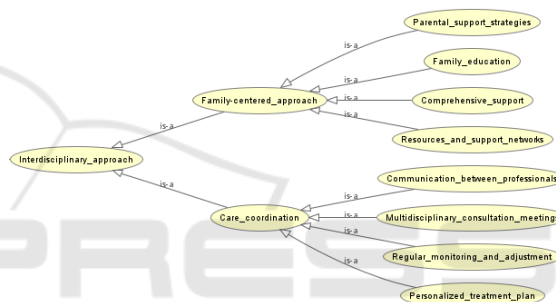 Parental_support_strategies
is-a
Family_education
is-a
Family-centered_approach
is-a
Comprehensive_support
is-a
Resources_and_support_networks
is-a
Interdisciplinary_approach
is-a
Communication_between_professionals
is-a
Care_coordination
is-a
Multidisciplinary_consultation_meetings
is-a
Regular_monitoring_and_adjustment
is-a
Personalized_treatment_plan
PRESS